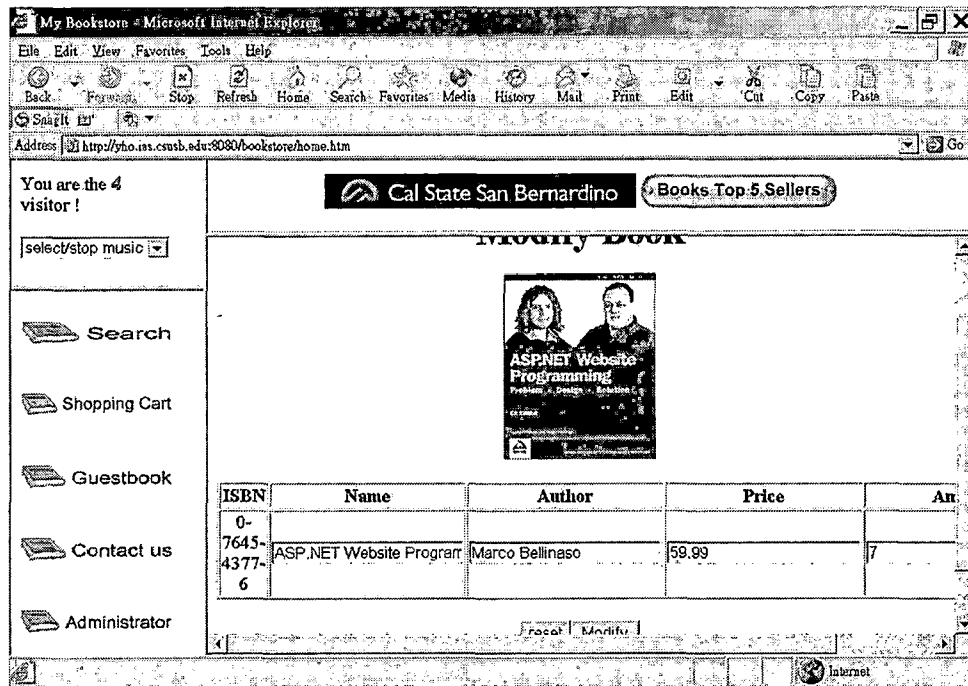 My Bookstore - Microsoft Internet Explorer
File Edit View Favorites Tools Help
Back Forward Stop Refresh Home Search Favorites Media History Mail Print Edit Cut Copy Paste
SnagIt
Address http://yho.ias.csusb.edu:8080/bookstore/home.htm Go
You are the 4
visitor !
select/stop music
Cal State San Bernardino
Books Top 5 Sellers
Modify Book
Search
Shopping Cart
Guestbook
Contact us
Administrator
ASP.NET Website
Programming
Problem - Design - Solution
ISBN Name Author Price Am
0-
7645-
4377-
6
ASP.NET Website Program Marco Bellinaso 59.99 7
reset Modify
Internet